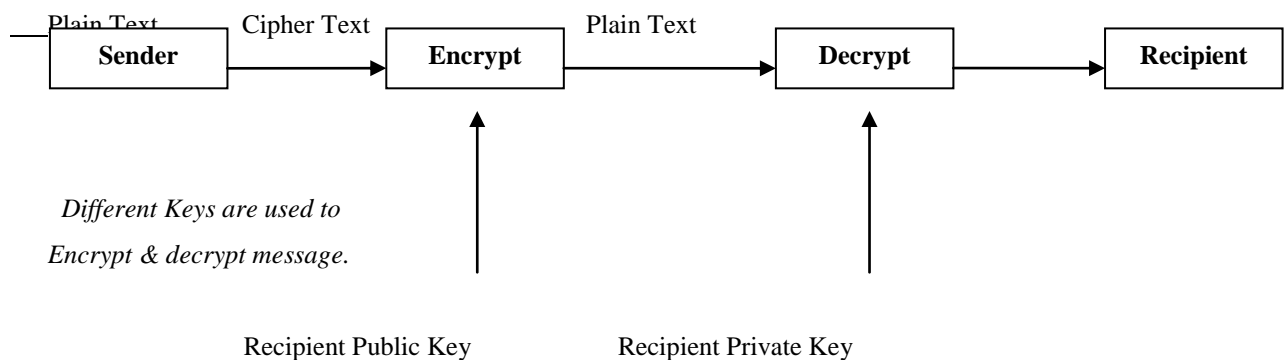 Plain Text Cipher Text Plain Text
Sender Encrypt Decrypt Recipient
Different Keys are used to
Encrypt & decrypt message.
Recipient Public Key Recipient Private Key